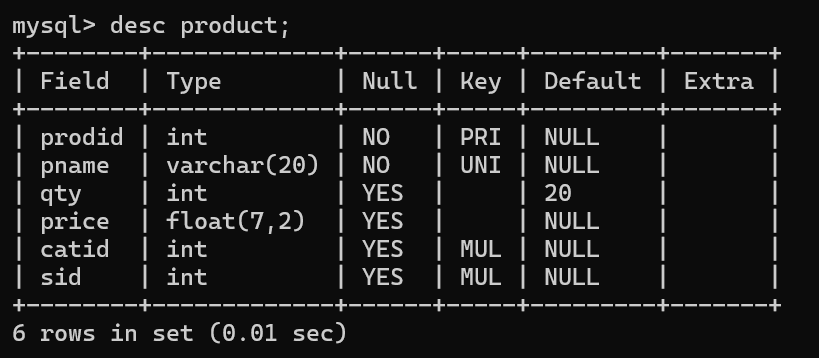 mysql> desc product;
+--------+-------------+------+-----+---------+-------+
| Field  | Type        | Null | Key | Default | Extra |
+--------+-------------+------+-----+---------+-------+
| prodid | int         | NO   | PRI | NULL    |       |
| pname  | varchar(20) | NO   | UNI | NULL    |       |
| qty    | int         | YES  |     | 20      |       |
| price  | float(7,2)  | YES  |     | NULL    |       |
| catid  | int         | YES  | MUL | NULL    |       |
| sid    | int         | YES  | MUL | NULL    |       |
+--------+-------------+------+-----+---------+-------+
6 rows in set (0.01 sec)